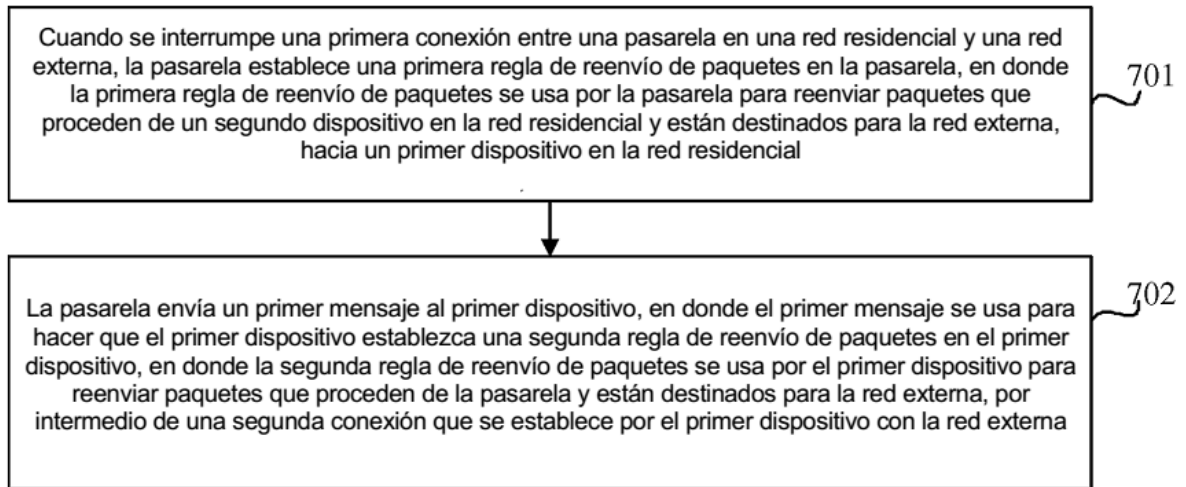 Cuando se interrumpe una primera conexión entre una pasarela en una red residencial y una red
externa, la pasarela establece una primera regla de reenvío de paquetes en la pasarela, en donde
la primera regla de reenvío de paquetes se usa por la pasarela para reenviar paquetes que
proceden de un segundo dispositivo en la red residencial y están destinados para la red externa,
hacia un primer dispositivo en la red residencial
701
La pasarela envía un primer mensaje al primer dispositivo, en donde el primer mensaje se usa para
hacer que el primer dispositivo establezca una segunda regla de reenvío de paquetes en el primer
dispositivo, en donde la segunda regla de reenvío de paquetes se usa por el primer dispositivo para
reenviar paquetes que proceden de la pasarela y están destinados para la red externa, por
intermedio de una segunda conexión que se establece por el primer dispositivo con la red externa
702